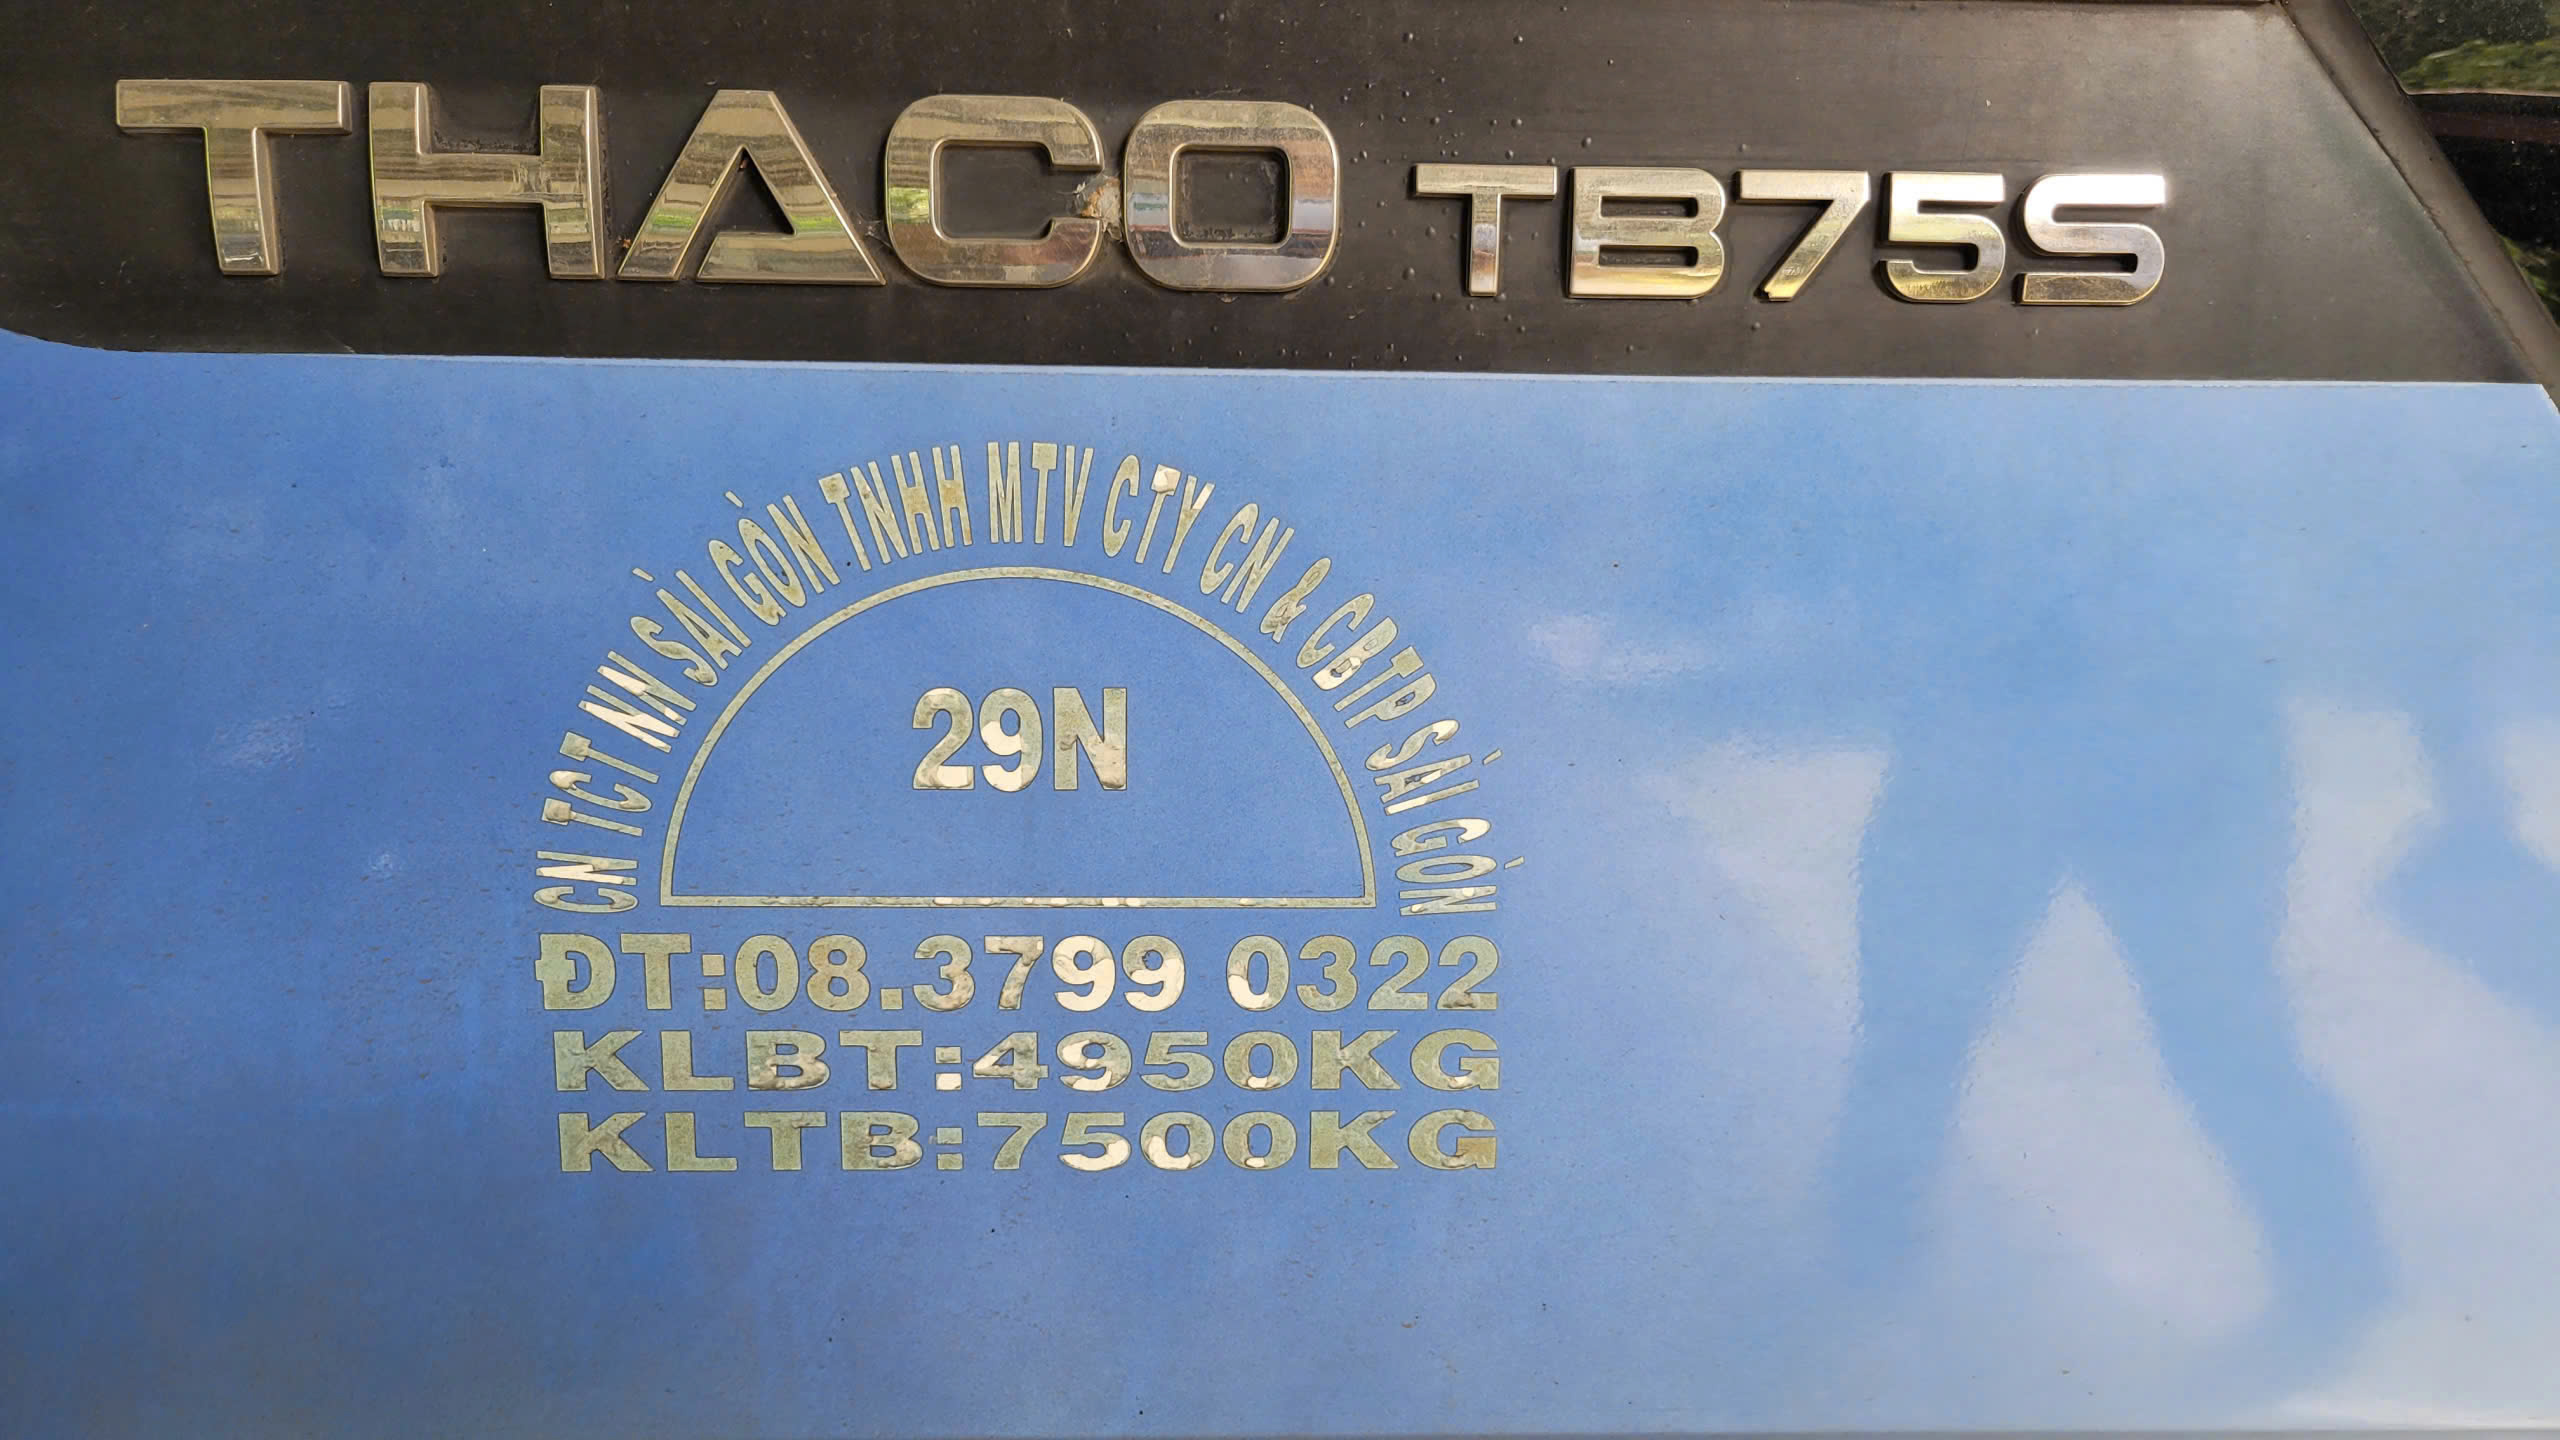 THACO TB75S
CN TCT NN SÀI GÒN TNHH MTV CTY CN & CBTP SÀI GÒN
29N
ĐT:08.3799 0322
KLBT:4950KG
KLTB:7500KG